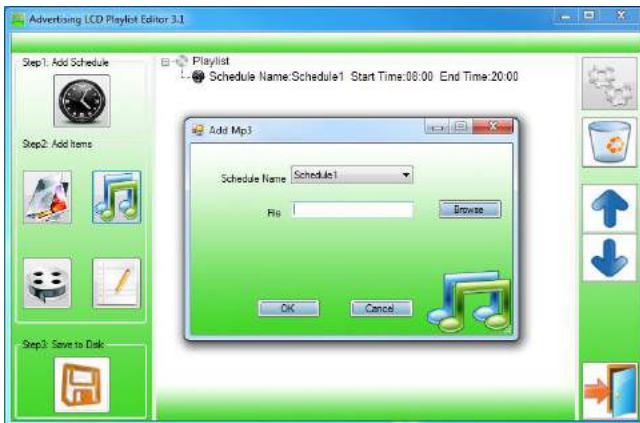 Advertising LCD Playlist Editor 3.1
Step1: Add Schedule
Playlist
Schedule Name:Schedule1 Start Time:08:00 End Time:20:00
Step2: Add Items
Add Mp3
Schedule Name Schedule1
File
Browse
OK Cancel
Step3: Save to Disk